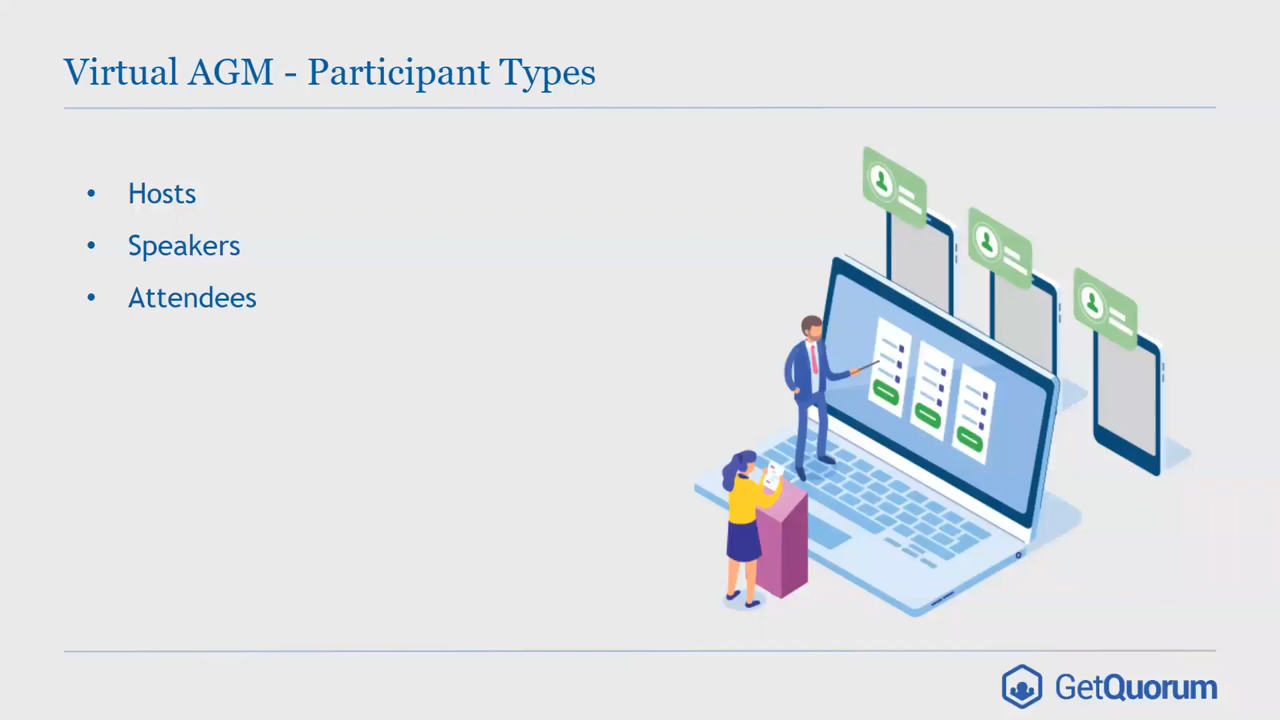 Virtual AGM - Participant Types
• Hosts
• Speakers
• Attendees
GetQuorum